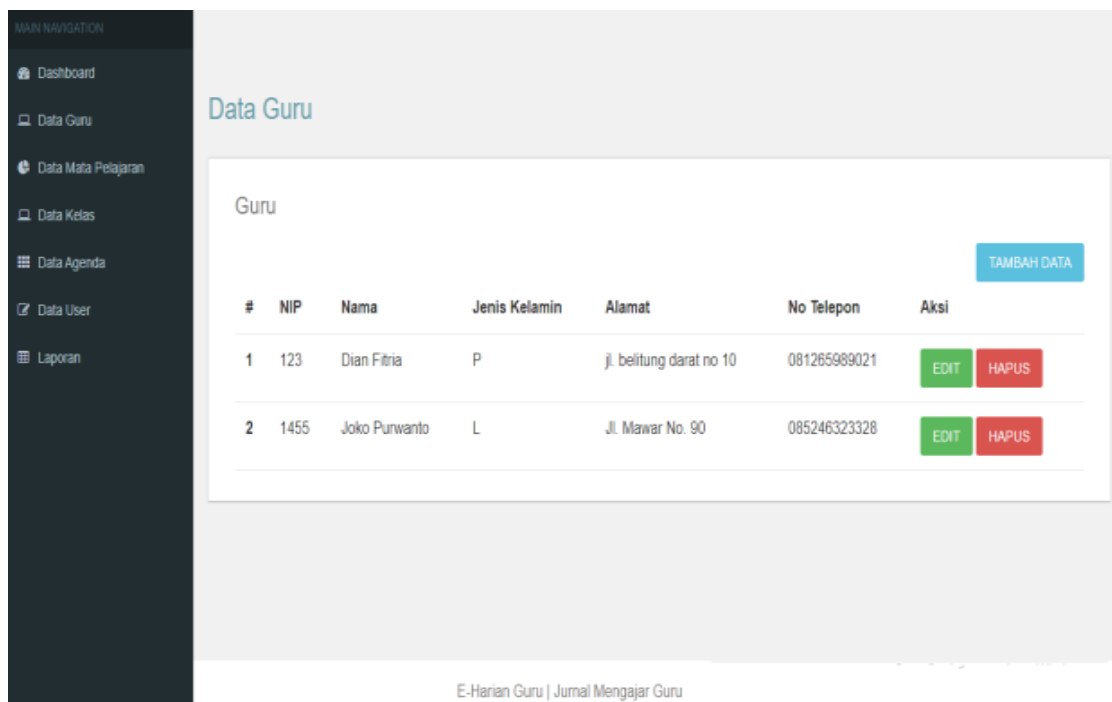 MAIN NAVIGATION
Dashboard
Data Guru
Data Mata Pelajaran
Data Kelas
Data Agenda
Data User
Laporan
Data Guru
Guru
TAMBAH DATA
# NIP Nama Jenis Kelamin Alamat No Telepon Aksi
1 123 Dian Fitria P jl. belitung darat no 10 081265989021 EDIT HAPUS
2 1455 Joko Purwanto L Jl. Mawar No. 90 085246323328 EDIT HAPUS
E-Harian Guru | Jurnal Mengajar Guru